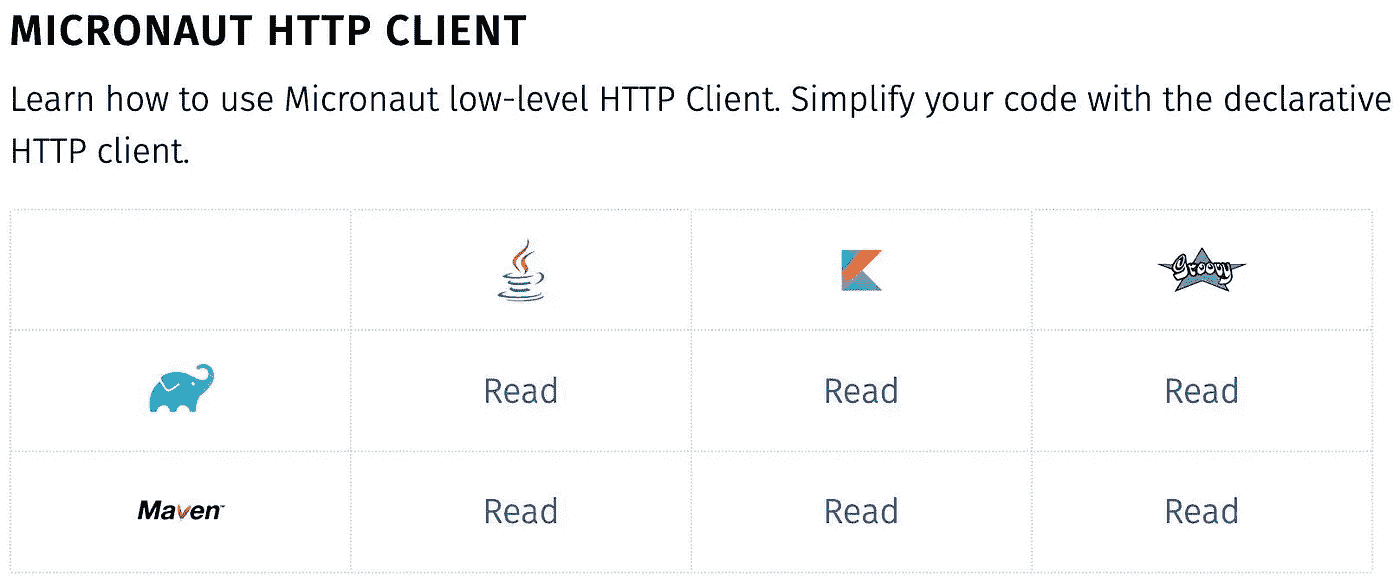 MICRONAUT HTTP CLIENT
Learn how to use Micronaut low-level HTTP Client. Simplify your code with the declarative
HTTP client.
Groovy
Read Read Read
Maven™
Read Read Read